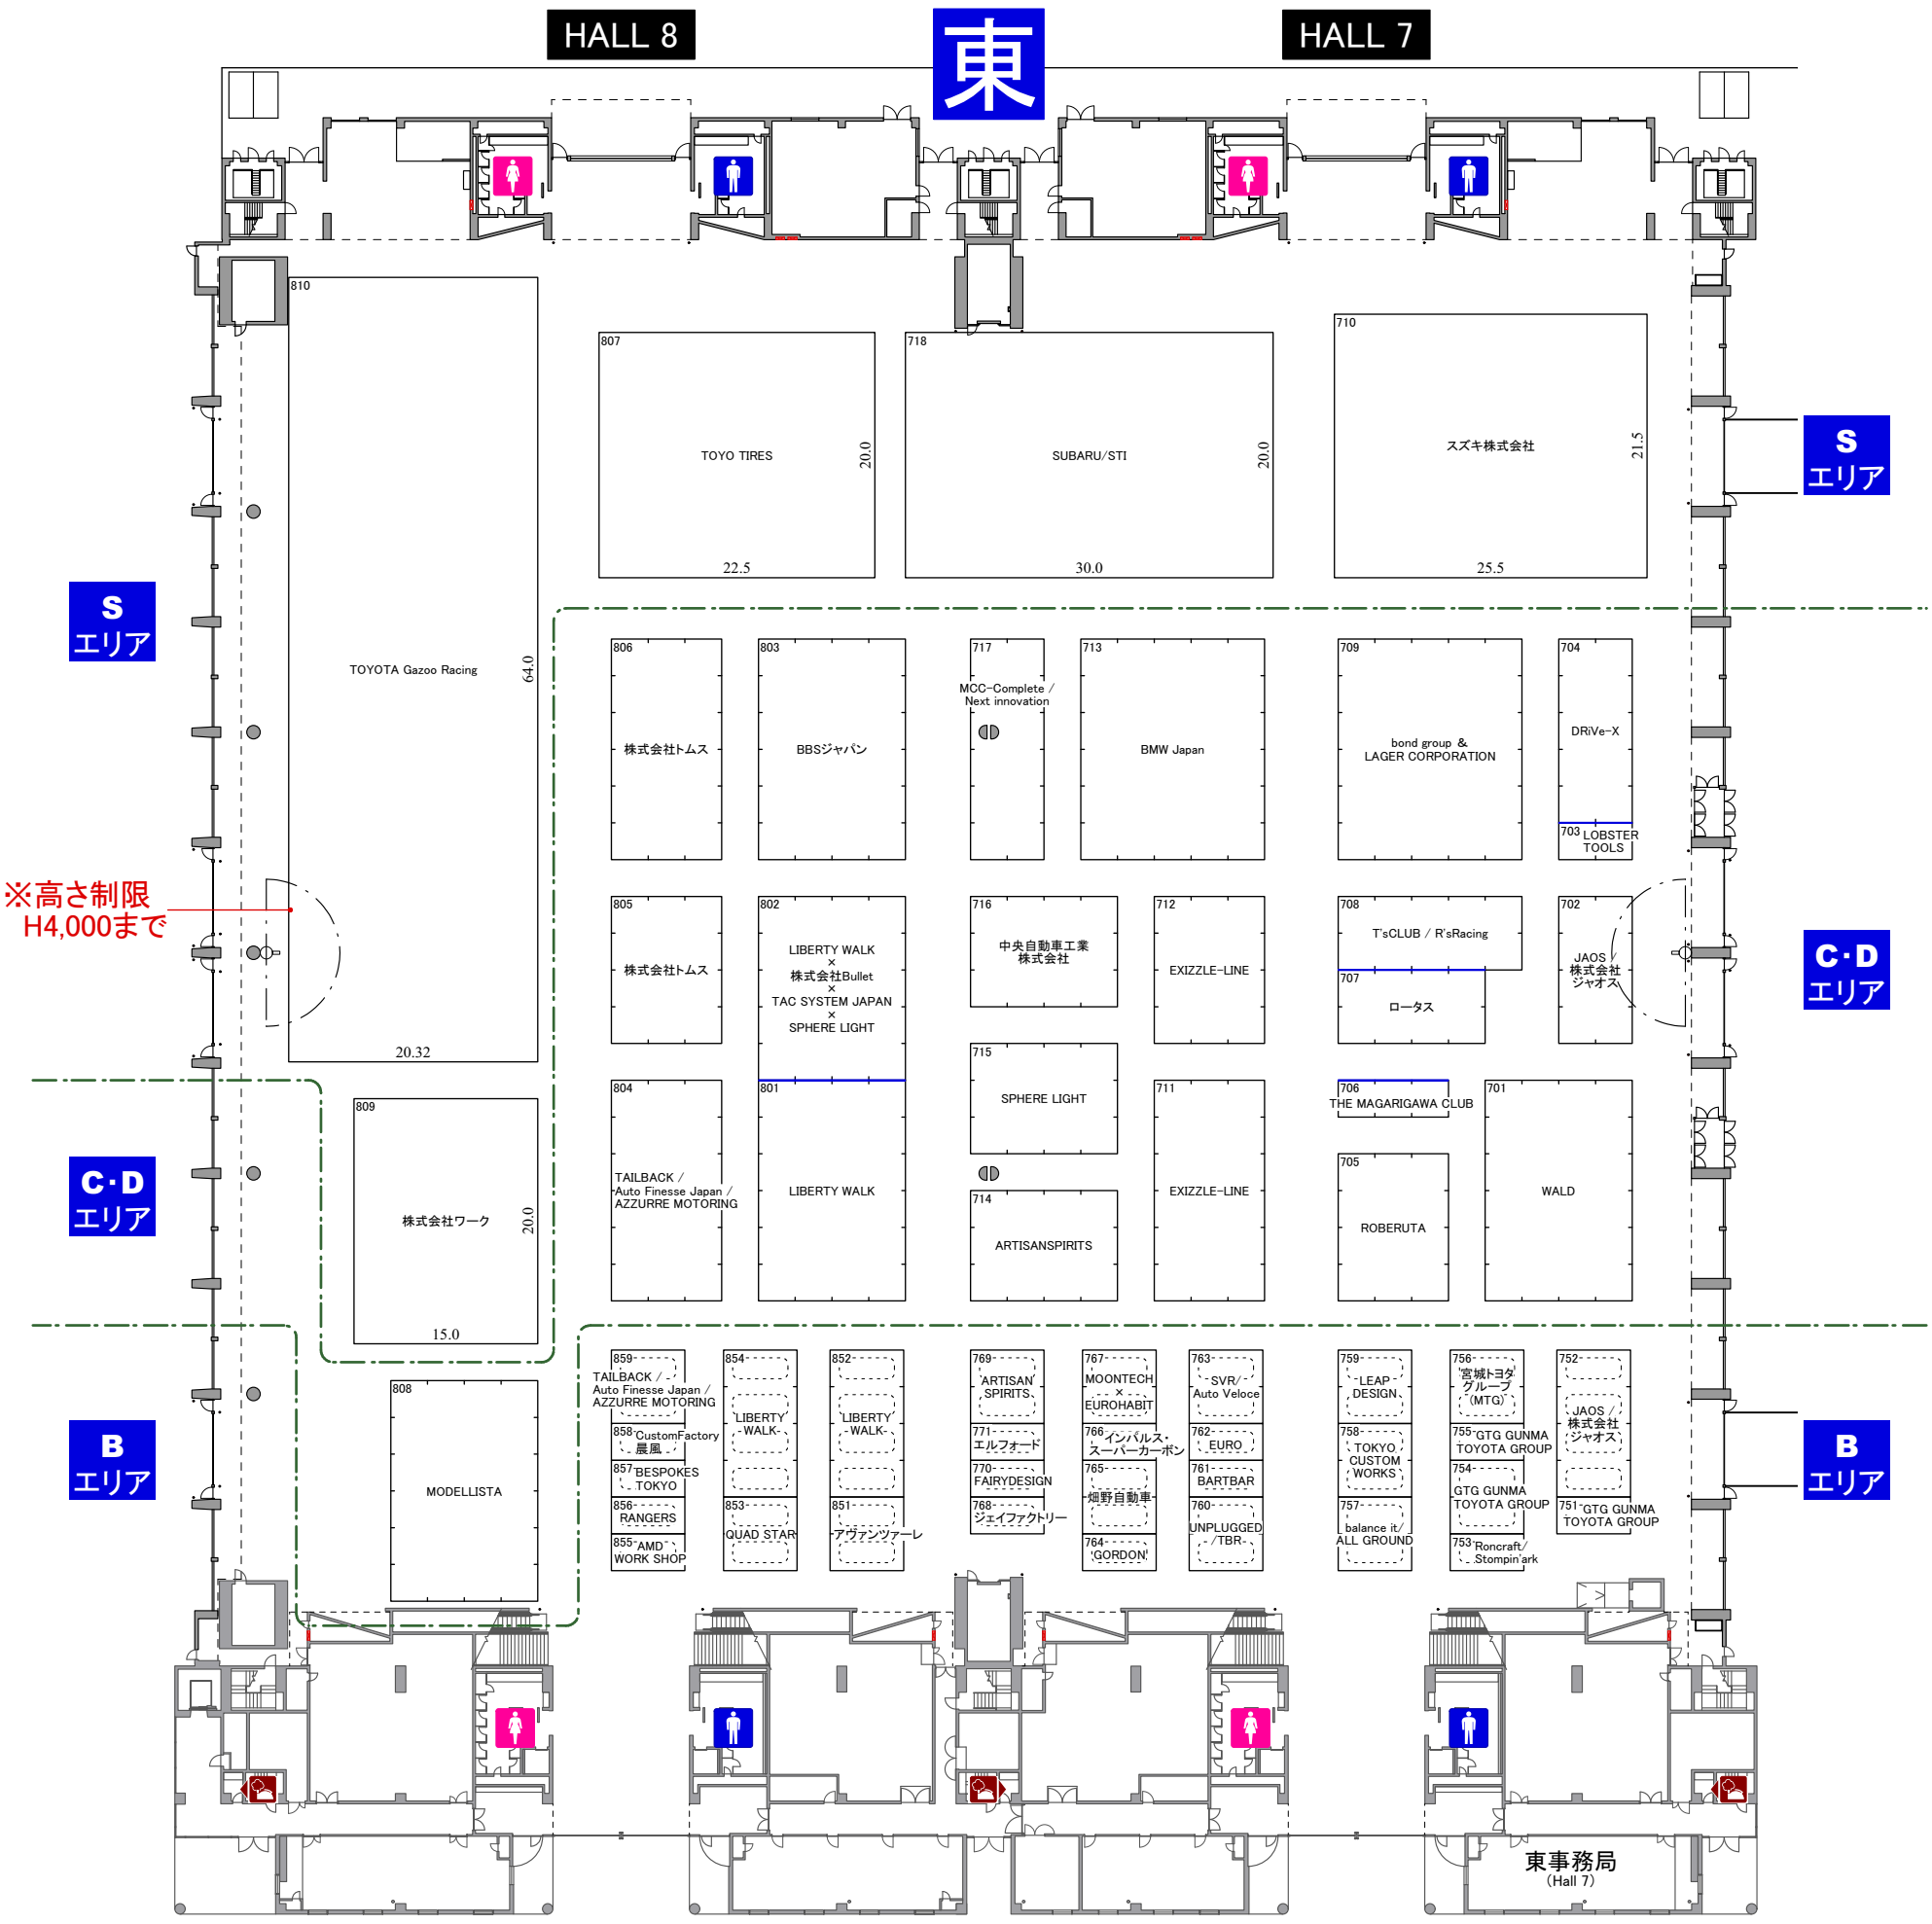 HALL 8
東
HALL 7
810
TOYOTA Gazoo Racing
64.0
20.32
807
TOYO TIRES
20.0
22.5
718
SUBARU/STI
20.0
30.0
710
スズキ株式会社
21.5
25.5
S
エリア
S
エリア
※高さ制限
H4,000まで
806
株式会社トムス
803
BBSジャパン
717
MCC-Complete /
Next innovation
713
BMW Japan
709
bond group &
LAGER CORPORATION
704
DRiVe-X
703
LOBSTER
TOOLS
805
株式会社トムス
802
LIBERTY WALK
×
株式会社Bullet
×
TAC SYSTEM JAPAN
×
SPHERE LIGHT
716
中央自動車工業
株式会社
712
EXIZZLE-LINE
708
T'sCLUB / R'sRacing
707
ロータス
702
JAOS /
株式会社
ジャオス
C・D
エリア
C・D
エリア
809
株式会社ワーク
20.0
15.0
804
TAILBACK /
Auto Finesse Japan /
AZZURRE MOTORING
801
LIBERTY WALK
715
SPHERE LIGHT
714
ARTISANSPIRITS
711
EXIZZLE-LINE
706
THE MAGARIGAWA CLUB
705
ROBERUTA
701
WALD
B
エリア
B
エリア
808
MODELLISTA
859
TAILBACK /
Auto Finesse Japan /
AZZURRE MOTORING
858
CustomFactory
晨風
857
BESPOKES
TOKYO
856
RANGERS
855
AMD
WORK SHOP
854
LIBERTY
WALK
853
QUAD STAR
852
LIBERTY
WALK
851
アヴァンツァーレ
769
ARTISAN
SPIRITS
771
エルフォード
770
FAIRYDESIGN
768
ジェイファクトリー
767
MOONTECH
×
EUROHABIT
766
インパルス・
スーパーカーボン
765
畑野自動車
764
GORDON
763
SVR/
Auto Veloce
762
EURO
761
BARTBAR
760
UNPLUGGED
/TBR
759
LEAP
DESIGN
758
TOKYO
CUSTOM
WORKS
757
balance it/
ALL GROUND
756
宮城トヨタ
グループ
(MTG)
755
GTG GUNMA
TOYOTA GROUP
754
GTG GUNMA
TOYOTA GROUP
753
Roncraft/
Stompin'ark
752
JAOS /
株式会社
ジャオス
751
GTG GUNMA
TOYOTA GROUP
東事務局
(Hall 7)